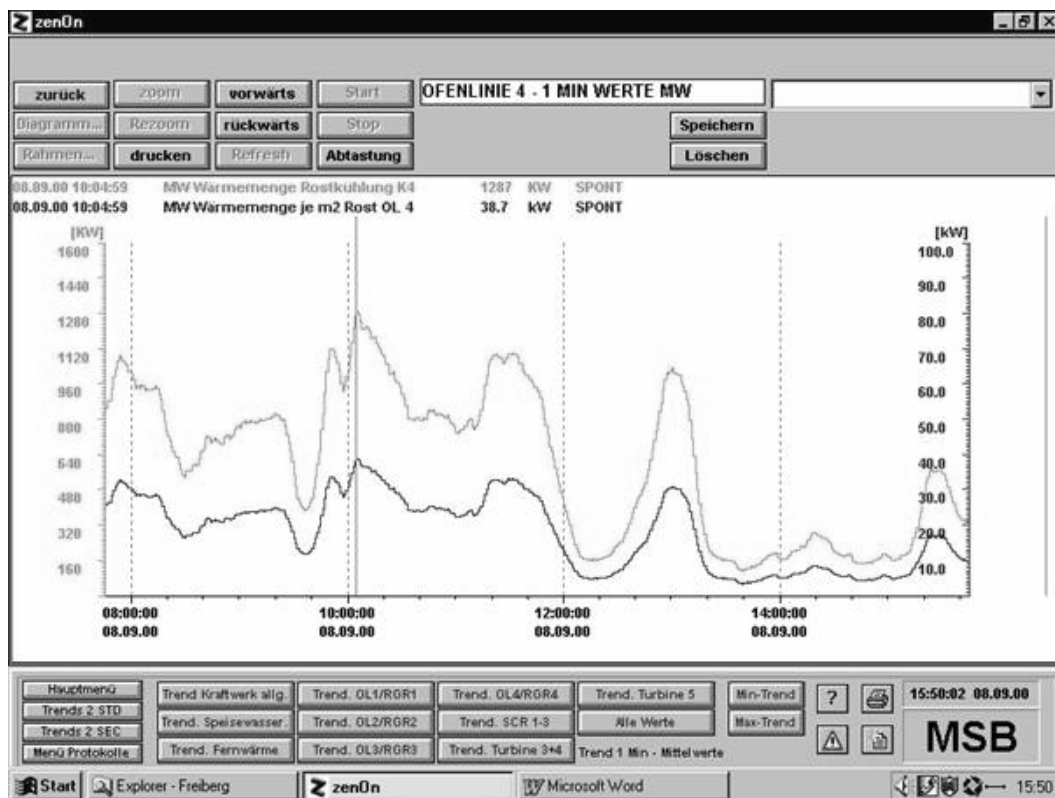 zenOn
zurück zoom vorwärts Start OFENLINIE 4 - 1 MIN WERTE MW
Diagramm... Rezoom rückwärts Stop Speichern
Rahmen... drucken Refresh Abtastung Löschen
08.09.00 10:04:59 MW Wärmemenge Rostkühlung K4 1287 KW SPONT
08.09.00 10:04:59 MW Wärmemenge je m2 Rost OL 4 38.7 kW SPONT
[KW] [kW]
1600 100.0
1440 90.0
1280 80.0
1120 70.0
960 60.0
800 50.0
640 40.0
480 30.0
320 20.0
160 10.0
08:00:00 10:00:00 12:00:00 14:00:00
08.09.00 08.09.00 08.09.00 08.09.00
Hauptmenü Trend Kraftwerk allg. Trend. OL1/RGR1 Trend. OL4/RGR4 Trend. Turbine 5 Min-Trend ? 15:50:02 08.09.00
Trends 2 STD
Trend. Speisewasser. Trend. OL2/RGR2 Trend. SCR 1-3 Alle Werte Max-Trend MSB
Trends 2 SEC
Menü Protokolle Trend. Fernwärme Trend. OL3/RGR3 Trend. Turbine 3+4 Trend 1 Min - Mittelwerte
Start Explorer - Freiberg zenOn Microsoft Word 15:50